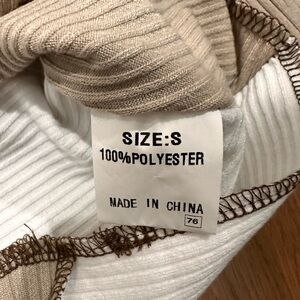 SIZE:S
100%POLYESTER
MADE IN CHINA
76